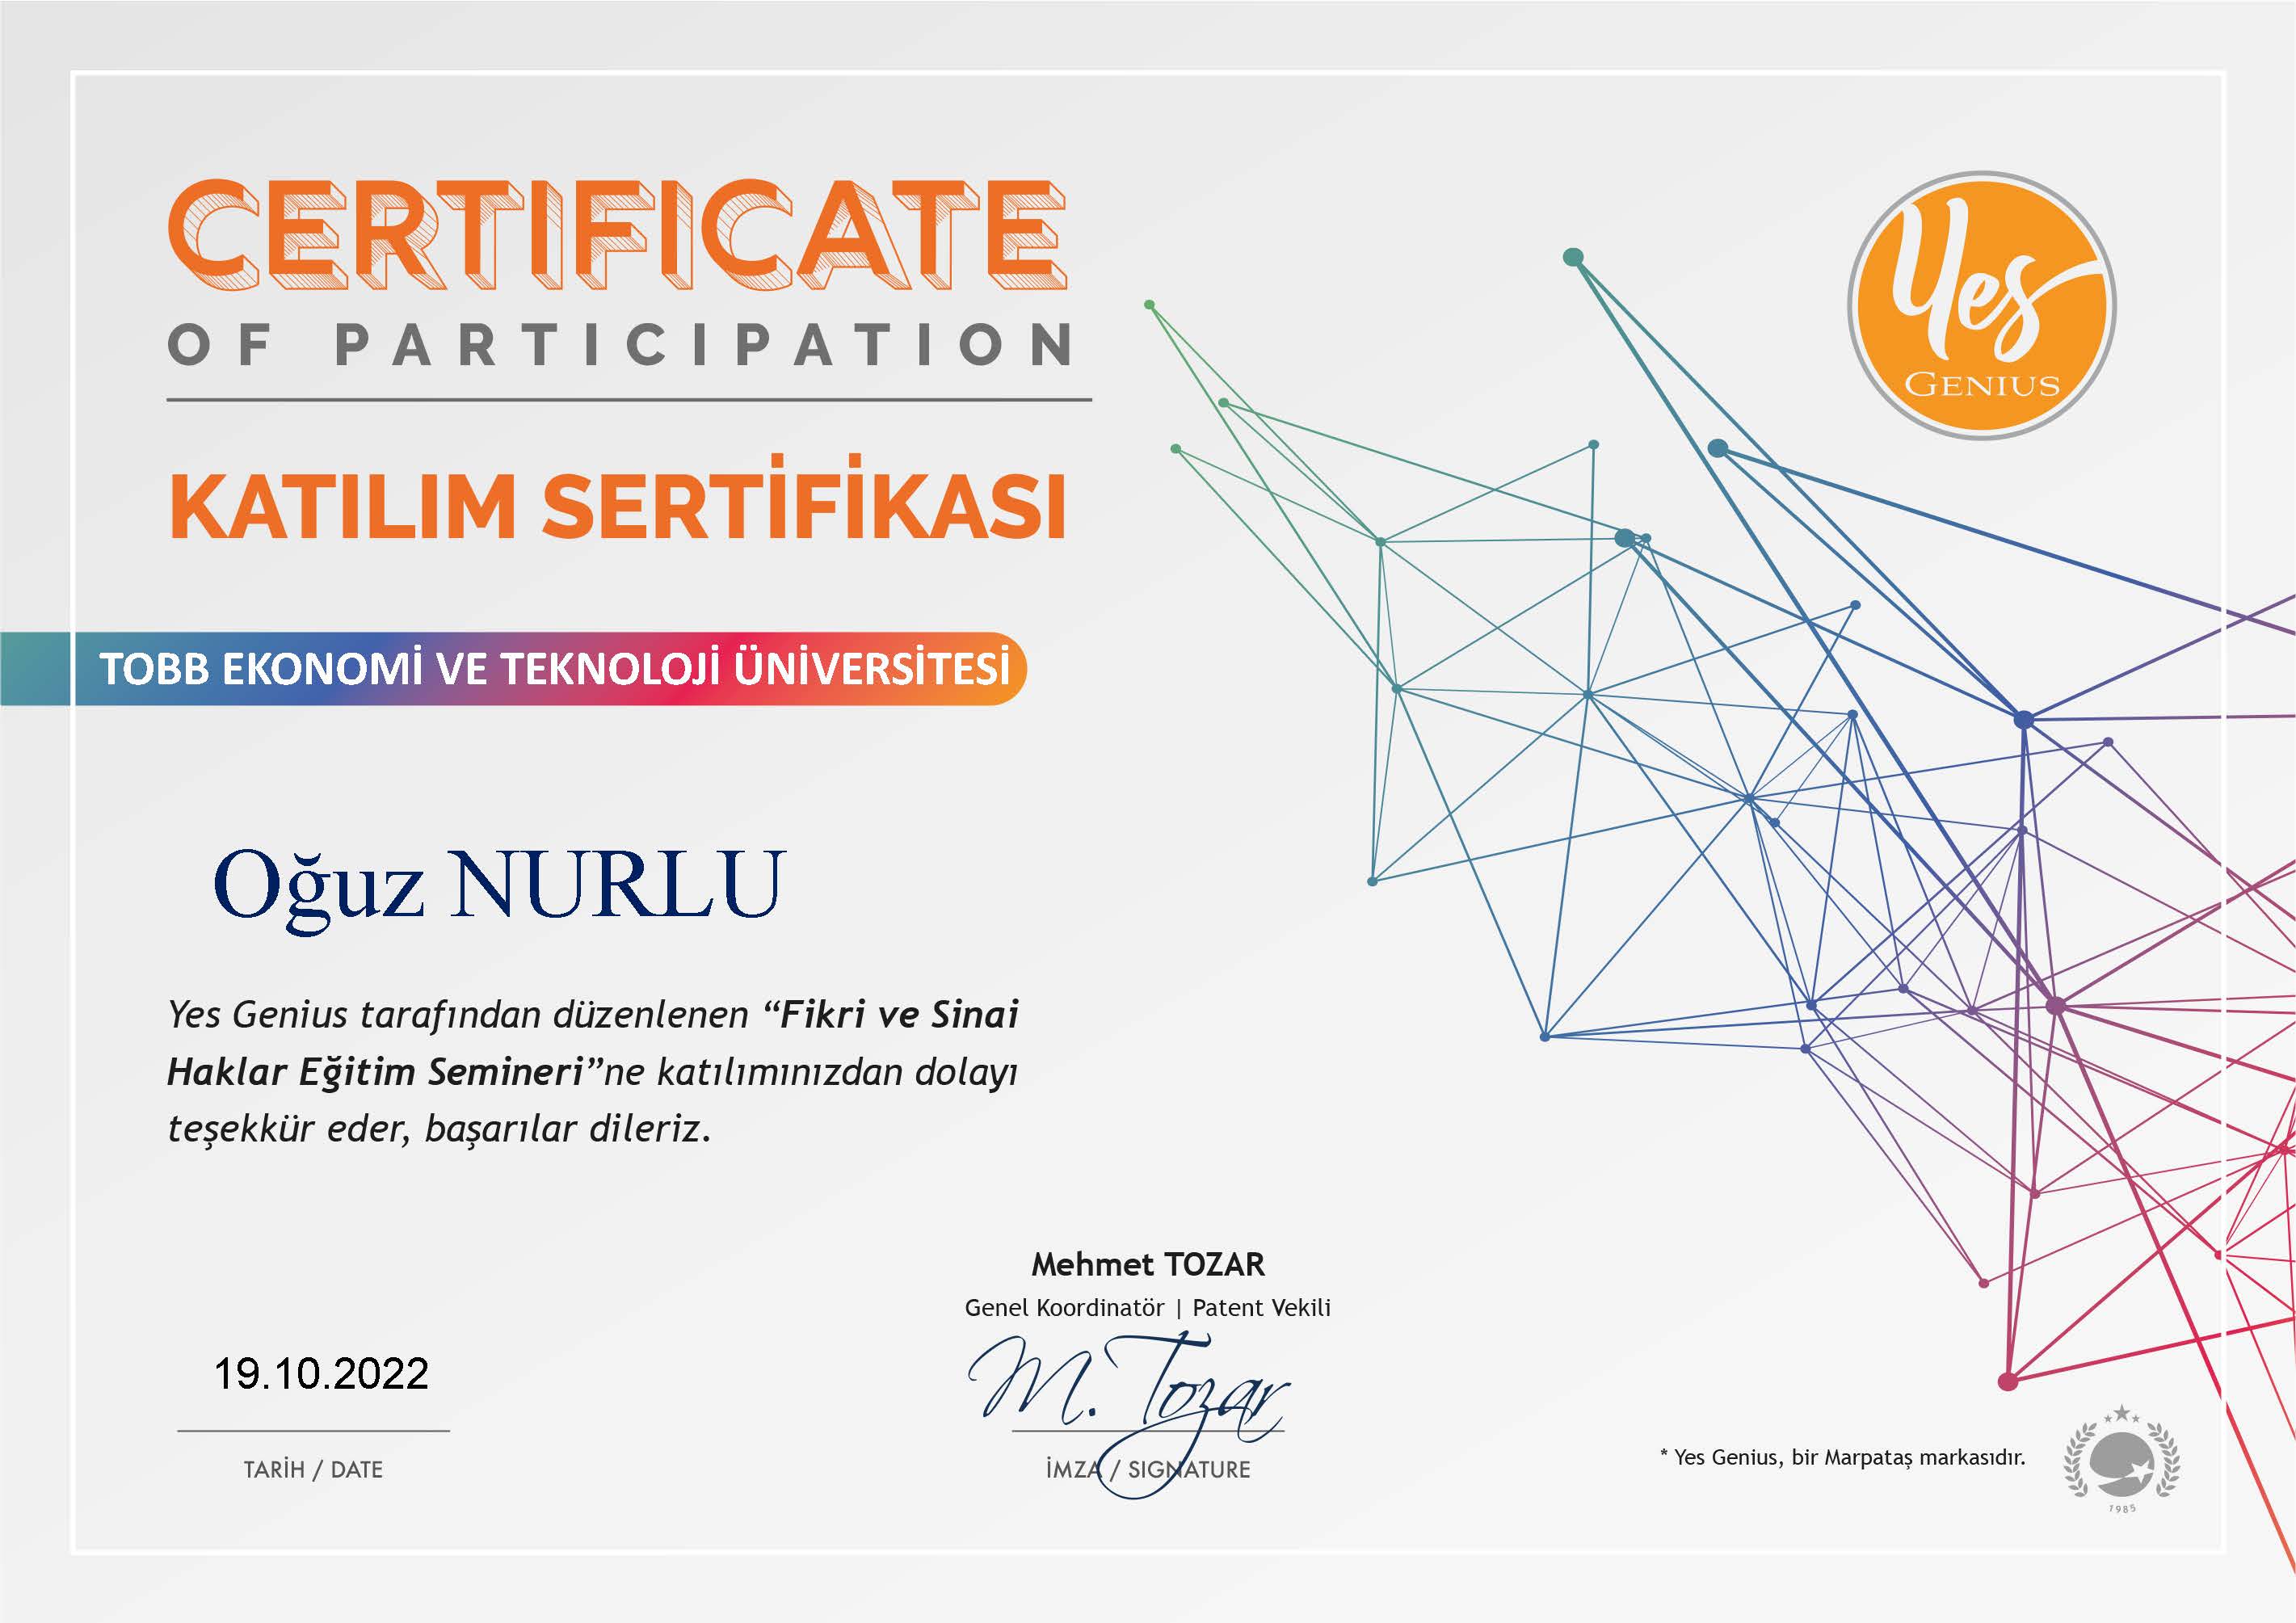 CERTIFICATE
OF PARTICIPATION
KATILIM SERTİFİKASI
Yes
GENIUS
TOBB EKONOMİ VE TEKNOLOJİ ÜNİVERSİTESİ
Oğuz NURLU
Yes Genius tarafından düzenlenen “Fikri ve Sinai
Haklar Eğitim Semineri”ne katılımınızdan dolayı
teşekkür eder, başarılar dileriz.
Mehmet TOZAR
Genel Koordinatör | Patent Vekili
M. Tozar
19.10.2022
TARİH / DATE
İMZA / SIGNATURE
* Yes Genius, bir Marpataş markasıdır.
1985